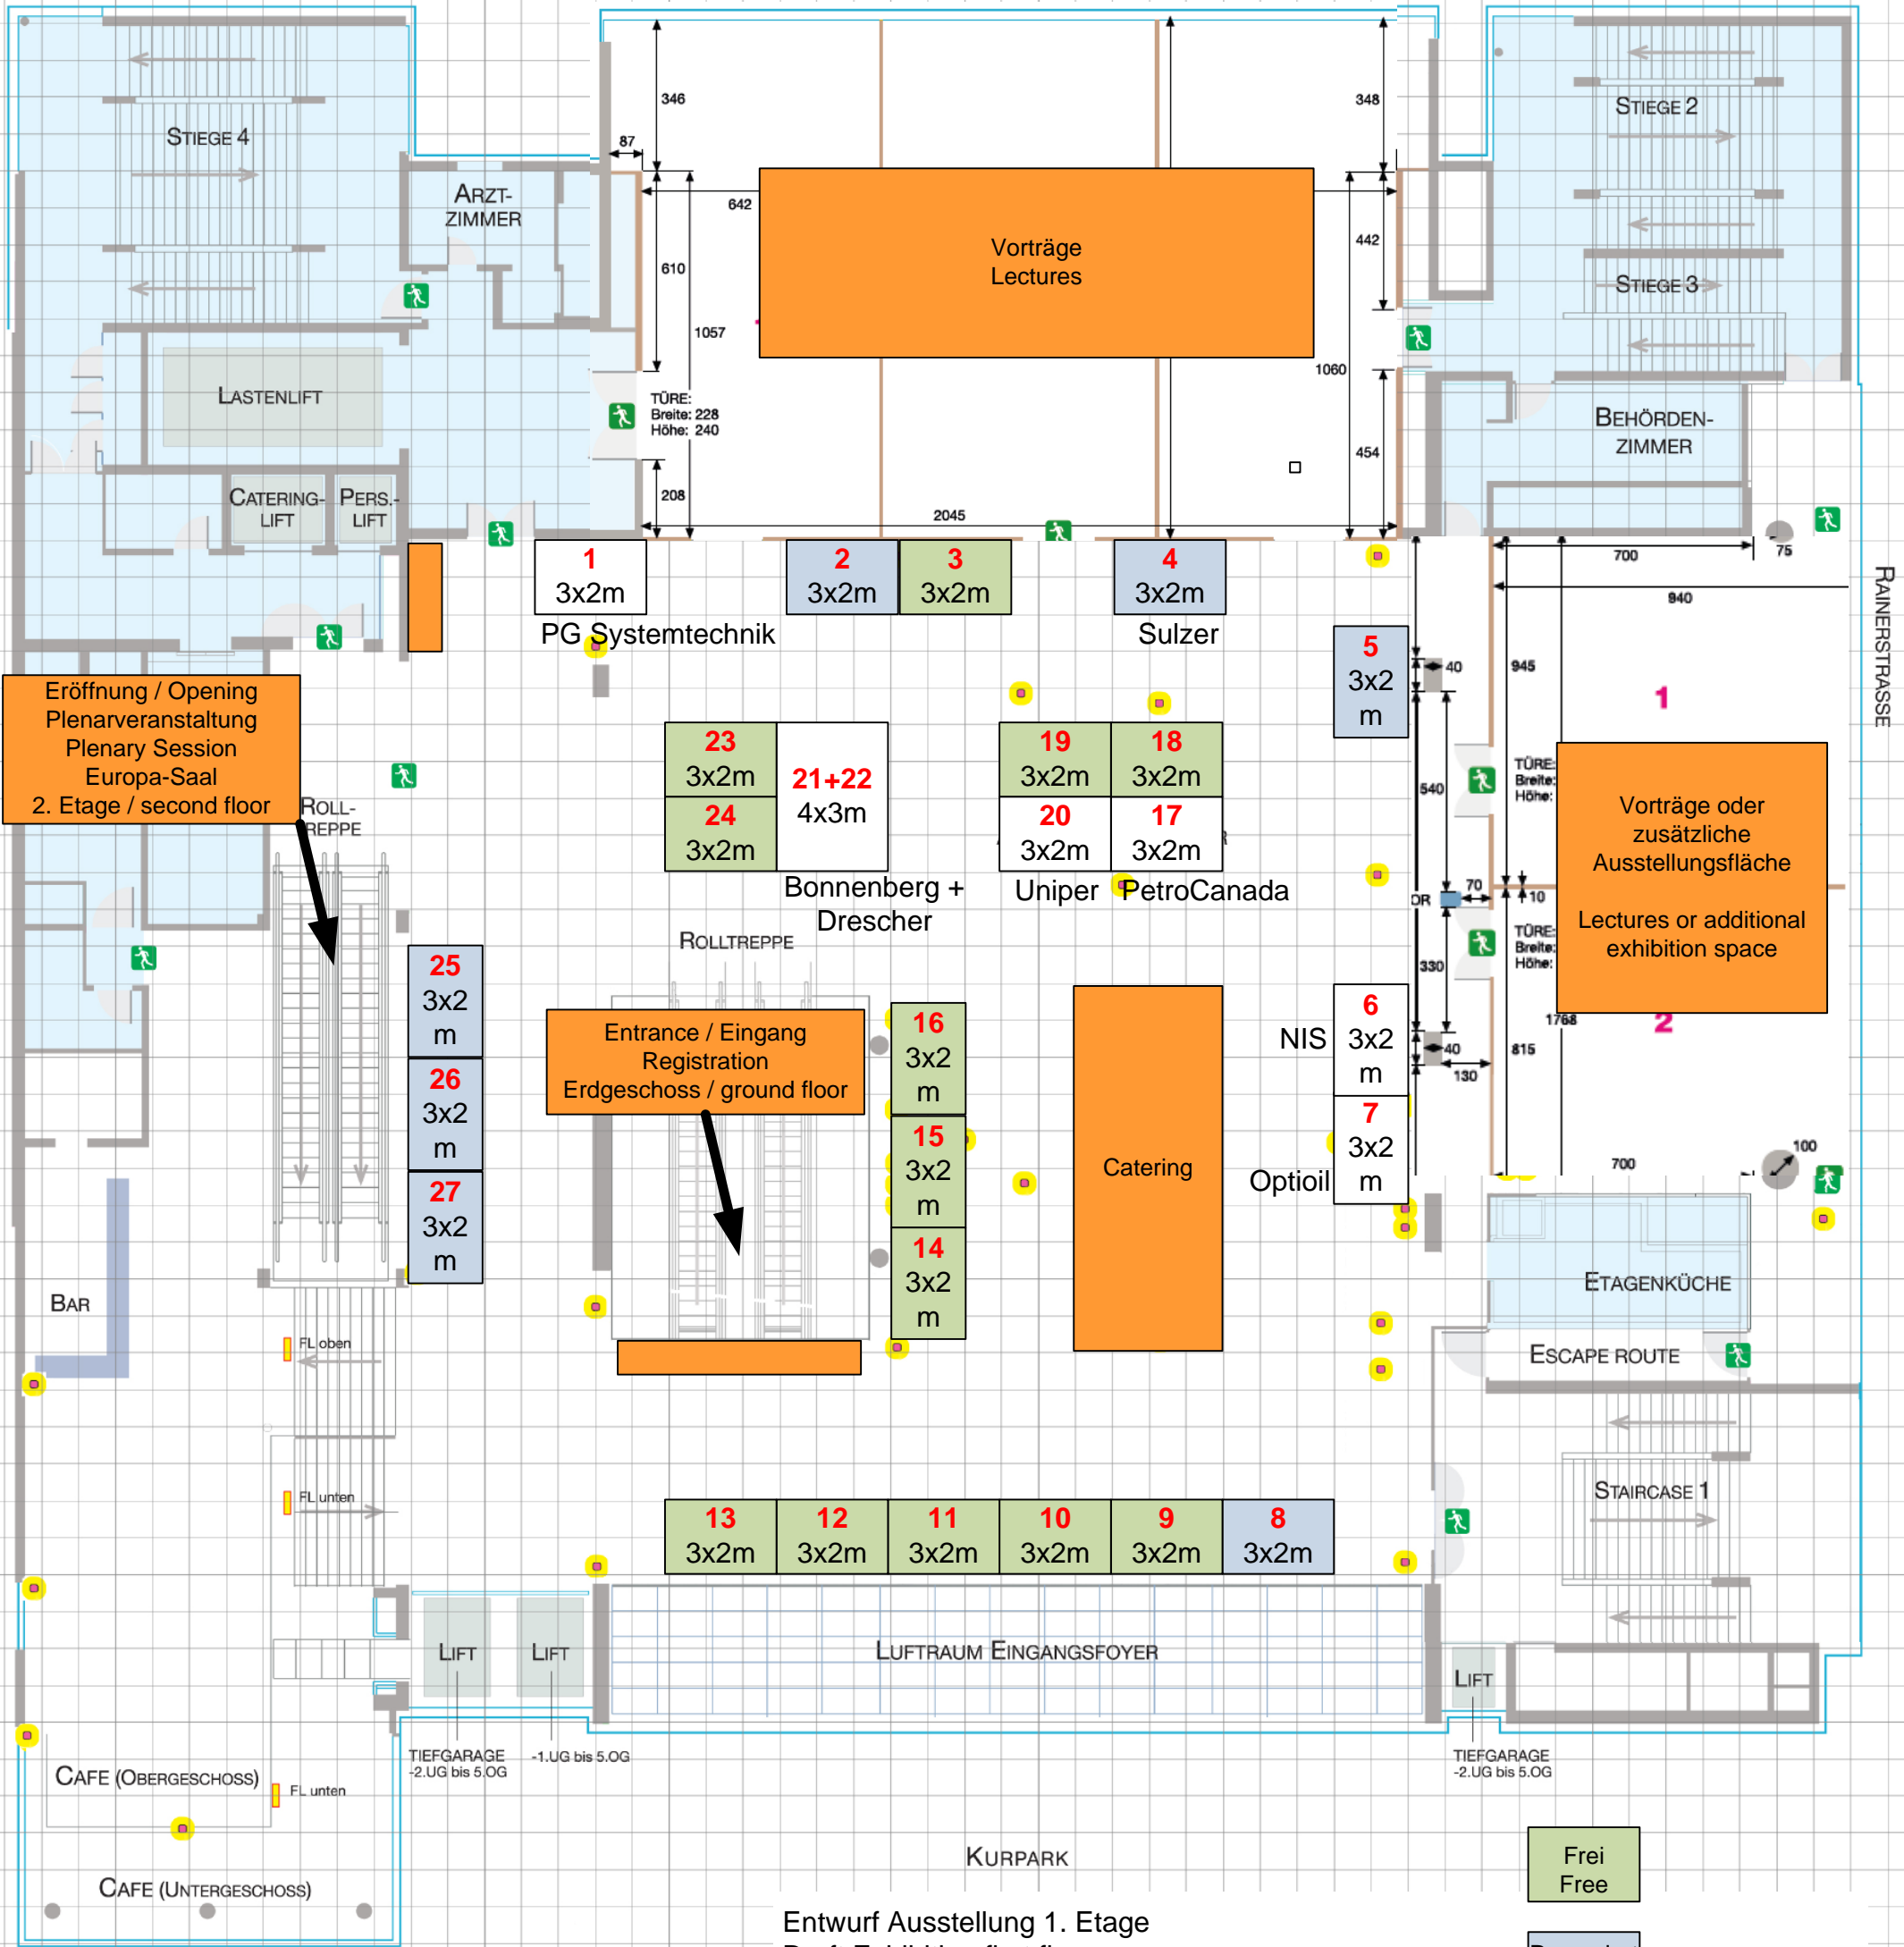 STIEGE 4
ARZT-
ZIMMER
LASTENLIFT
CATERING-
LIFT
PERS.-
LIFT
346
87
642
610
1057
TÜRE:
Breite: 228
Höhe: 240
208
2045
348
442
1060
454
Vorträge
Lectures
STIEGE 2
STIEGE 3
BEHÖRDEN-
ZIMMER
RAINERSTRASSE
700
75
940
945
1
40
540
TÜRE:
Breite:
Höhe:
70
10
OR
TÜRE:
Breite:
Höhe:
330
1768
2
40
815
130
700
100
Vorträge oder
zusätzliche
Ausstellungsfläche
Lectures or additional
exhibition space
1
3x2m
PG Systemtechnik
2
3x2m
3
3x2m
4
3x2m
Sulzer
5
3x2
m
Eröffnung / Opening
Plenarveranstaltung
Plenary Session
Europa-Saal
2. Etage / second floor
ROLL-
REPPE
23
3x2m
24
3x2m
21+22
4x3m
Bonnenberg +
Drescher
19
3x2m
18
3x2m
20
3x2m
17
3x2m
Uniper
PetroCanada
ROLLTREPPE
25
3x2
m
26
3x2
m
27
3x2
m
Entrance / Eingang
Registration
Erdgeschoss / ground floor
16
3x2
m
15
3x2
m
14
3x2
m
Catering
NIS
6
3x2
m
Optioil
7
3x2
m
ETAGENKÜCHE
ESCAPE ROUTE
STAIRCASE 1
BAR
FL oben
FL unten
13
3x2m
12
3x2m
11
3x2m
10
3x2m
9
3x2m
8
3x2m
LIFT
LIFT
LUFTRAUM EINGANGSFOYER
LIFT
TIEFGARAGE
-2.UG bis 5.OG
-1.UG bis 5.OG
TIEFGARAGE
-2.UG bis 5.OG
CAFE (OBERGESCHOSS)
FL unten
CAFE (UNTERGESCHOSS)
KURPARK
Frei
Free
Entwurf Ausstellung 1. Etage